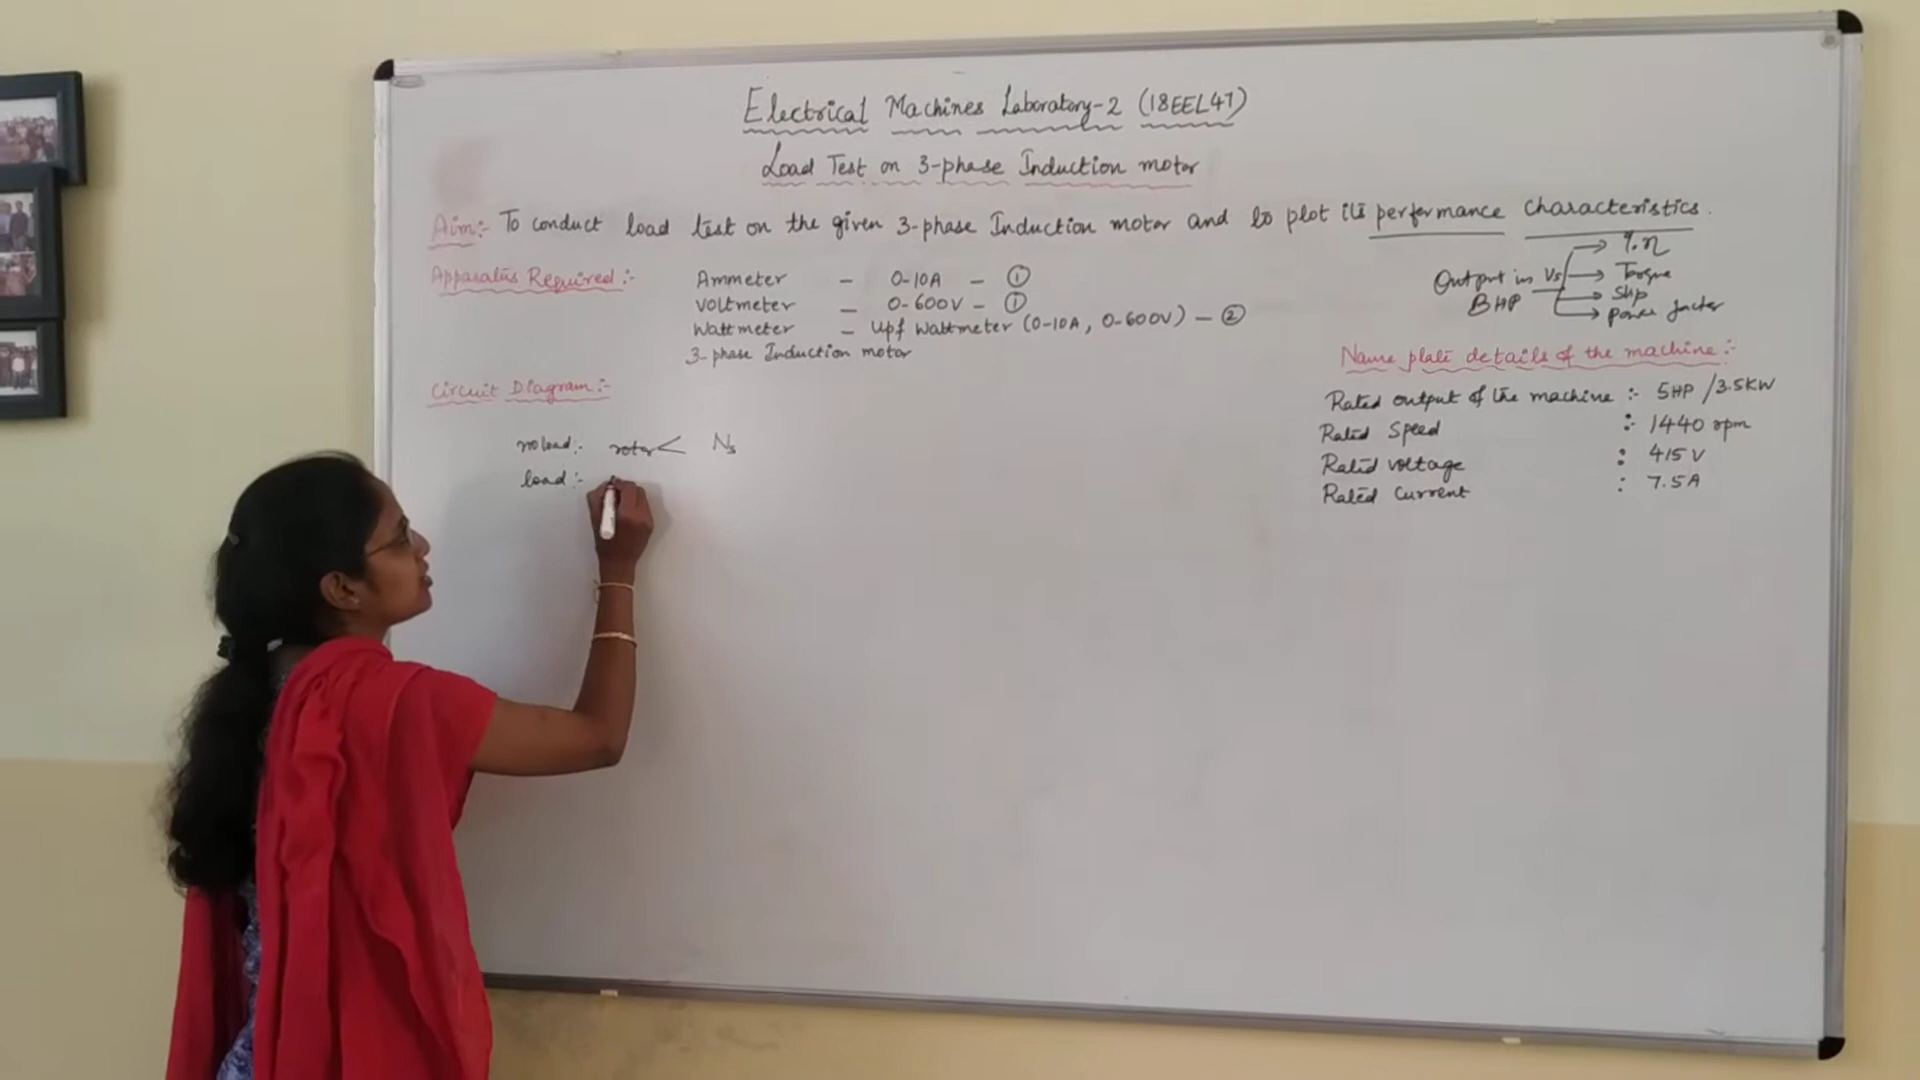 Electrical Machines Laboratory-2 (18EEL47)
Load Test on 3-phase Induction motor
Aim:- To conduct load test on the given 3-phase Induction motor and to plot its performance characteristics.
Output in BHP Vs
%η
Torque
Slip
Power factor
Apparatus Required:-
Ammeter - 0-10A - ①
Voltmeter - 0-600V - ①
Wattmeter - upf wattmeter (0-10A, 0-600V) - ②
3-phase Induction motor
Name plate details of the machine:-
Rated output of the machine :- 5HP /3.5KW
Rated Speed :- 1440 rpm
Rated voltage : 415 V
Rated Current : 7.5A
Circuit Diagram:-
no load:- rotor < Ns
load:-